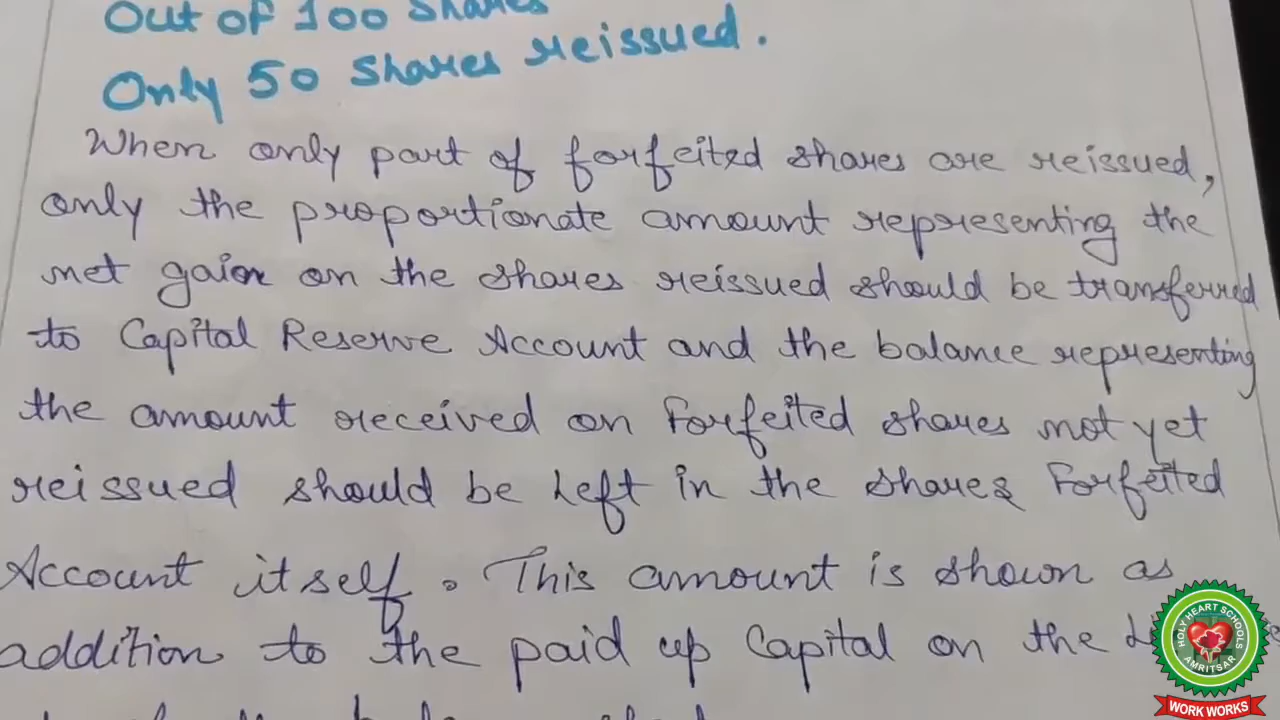 Out of 100 shares
Only 50 shares reissued.
When only part of forfeited shares are reissued,
only the proportionate amount representing the
net gain on the shares reissued should be transferred
to Capital Reserve Account and the balance representing
the amount received on Forfeited shares not yet
reissued should be Left in the shares Forfeited
Account itself. This amount is shown as
addition to the paid up Capital on the
HOLY HEART SCHOOLS
AMRITSAR
WORK WORKS